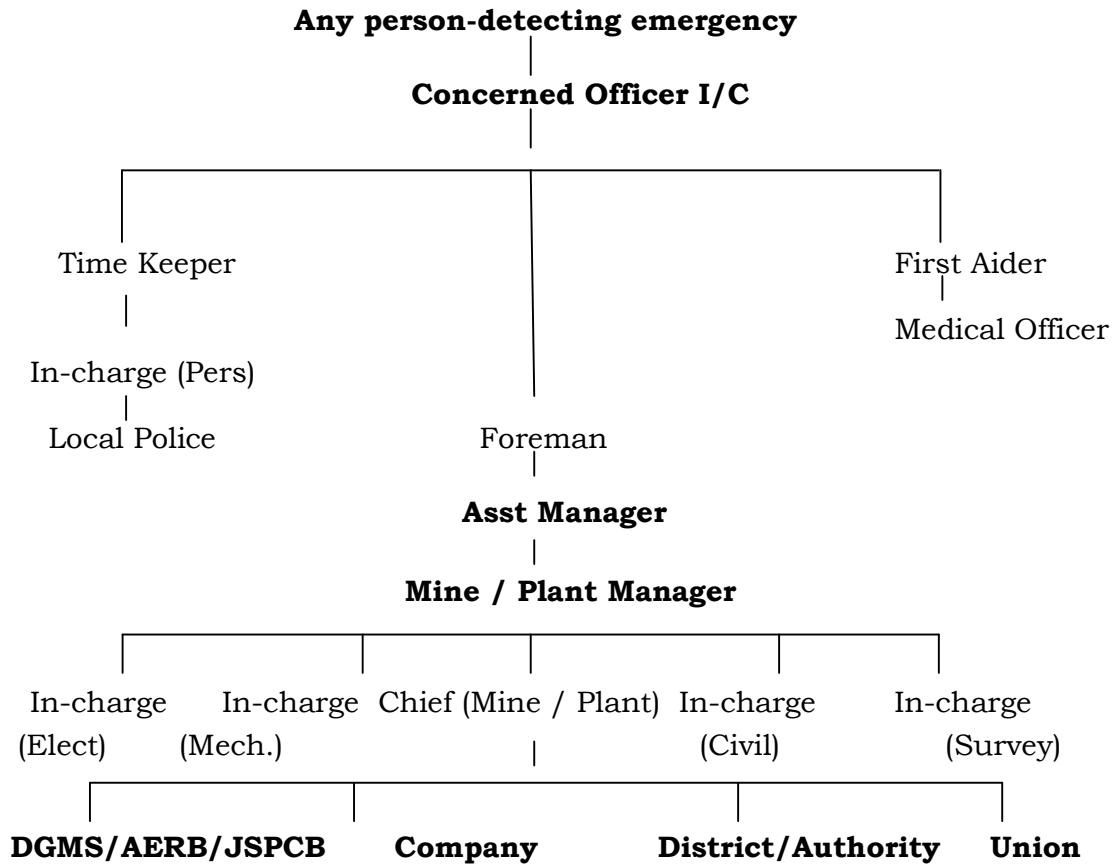 Any person-detecting emergency
Concerned Officer I/C
Time Keeper First Aider
Medical Officer
In-charge (Pers)
Local Police Foreman
Asst Manager
Mine / Plant Manager
In-charge In-charge Chief (Mine / Plant) In-charge In-charge
(Elect) (Mech.) (Civil) (Survey)
DGMS/AERB/JSPCB Company District/Authority Union